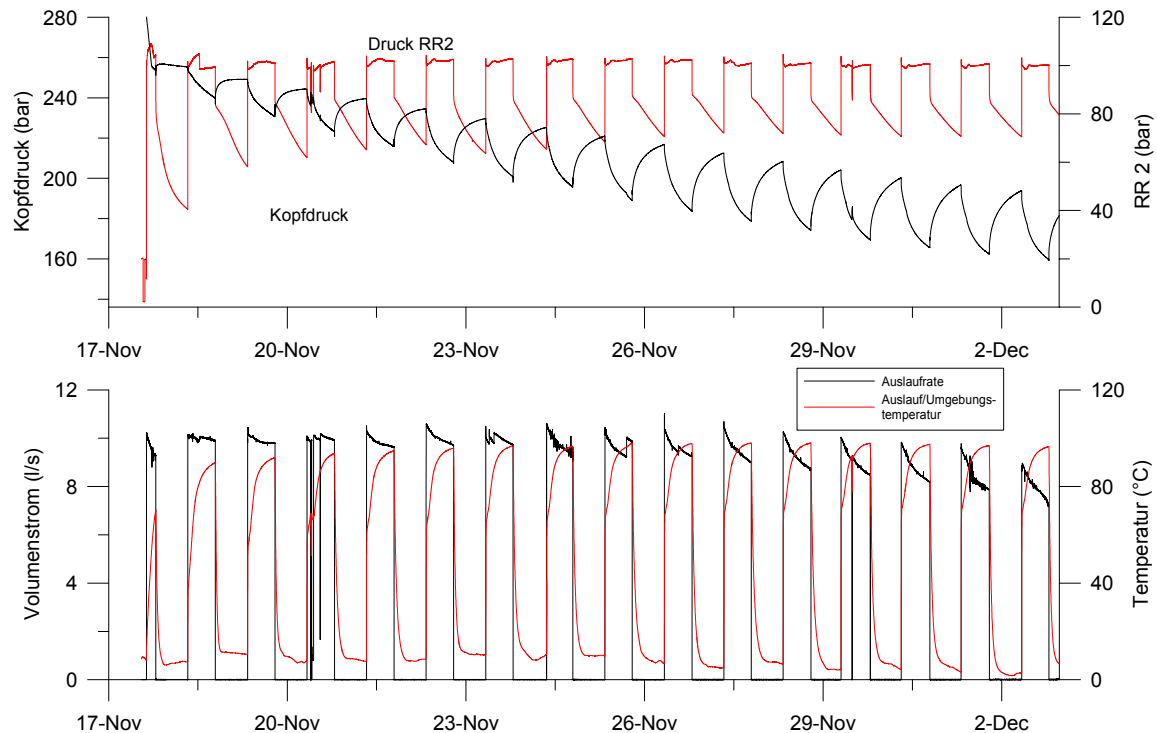 280
240
200
160
Kopfdruck (bar)
Druck RR2
Kopfdruck
120
80
40
0
RR 2 (bar)
17-Nov 20-Nov 23-Nov 26-Nov 29-Nov 2-Dec
Auslaufrate
Auslauf/Umgebungs-
temperatur
12
8
4
0
Volumenstrom (l/s)
120
80
40
0
Temperatur (°C)
17-Nov 20-Nov 23-Nov 26-Nov 29-Nov 2-Dec